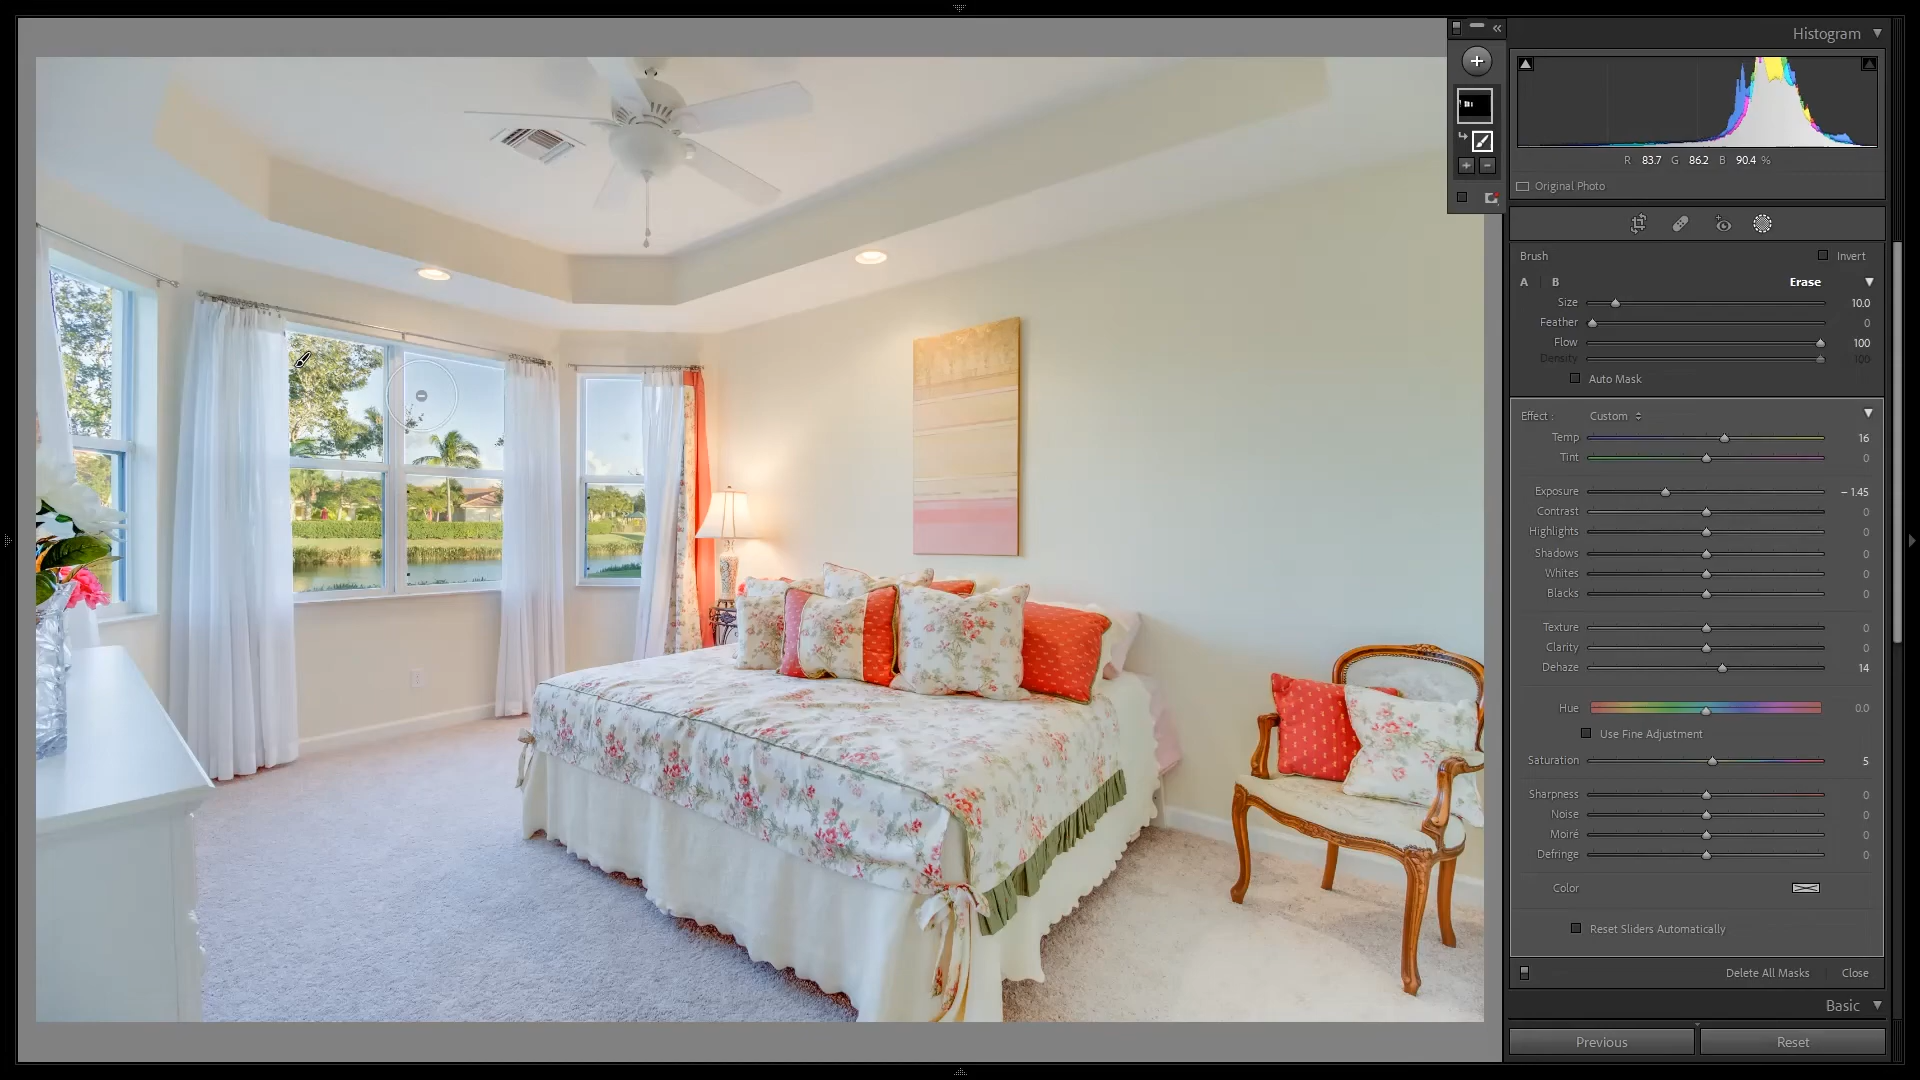 Histogram
R 83.7 G 86.2 B 90.4 %
Original Photo
Brush Invert
A B Erase
Size 10.0
Feather 0
Flow 100
Density 100
Auto Mask
Effect : Custom
Temp 16
Tint 0
Exposure – 1.45
Contrast 0
Highlights 0
Shadows 0
Whites 0
Blacks 0
Texture 0
Clarity 0
Dehaze 14
Hue 0.0
Use Fine Adjustment
Saturation 5
Sharpness 0
Noise 0
Moiré 0
Defringe 0
Color
Reset Sliders Automatically
Delete All Masks Close
Basic
Previous Reset